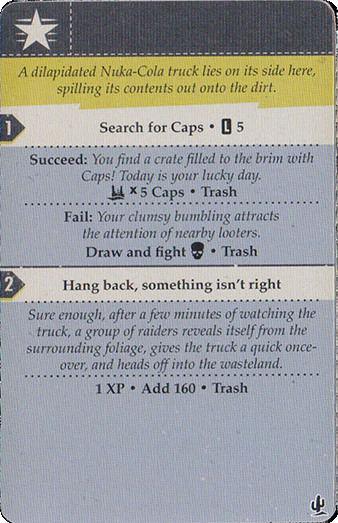 A dilapidated Nuka-Cola truck lies on its side here,
spilling its contents out onto the dirt.
1
Search for Caps • L 5
Succeed: You find a crate filled to the brim with
Caps! Today is your lucky day.
x 5 Caps • Trash
Fail: Your clumsy bumbling attracts
the attention of nearby looters.
Draw and fight • Trash
2
Hang back, something isn't right
Sure enough, after a few minutes of watching the
truck, a group of raiders reveals itself from the
surrounding foliage, gives the truck a quick once-
over, and heads off into the wasteland.
1 XP • Add 160 • Trash